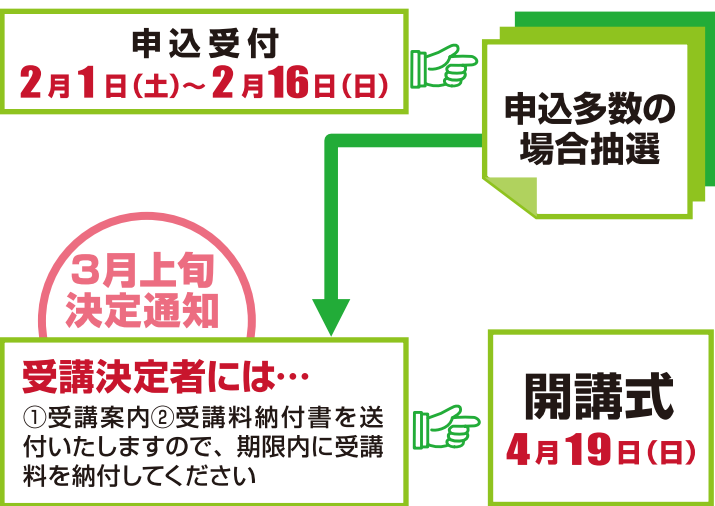 申込受付
2月1日(土)~2月16日(日)
申込多数の
場合抽選
3月上旬
決定通知
受講決定者には…
①受講案内②受講料納付書を送
付いたしますので、期限内に受講
料を納付してください
開講式
4月19日(日)